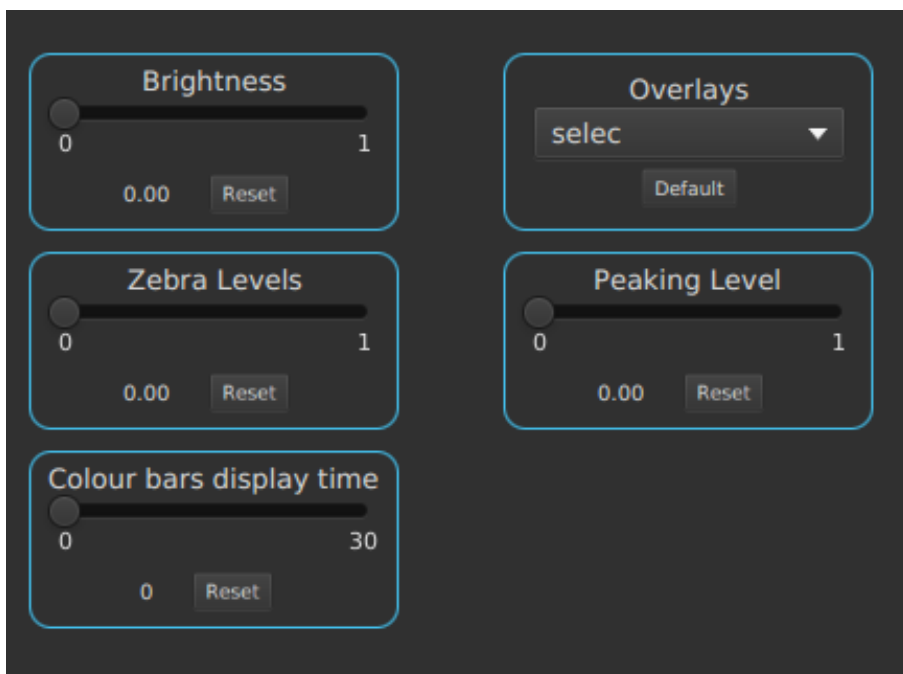 Brightness
0 1
0.00 Reset
Overlays
selec
Default
Zebra Levels
0 1
0.00 Reset
Peaking Level
0 1
0.00 Reset
Colour bars display time
0 30
0 Reset